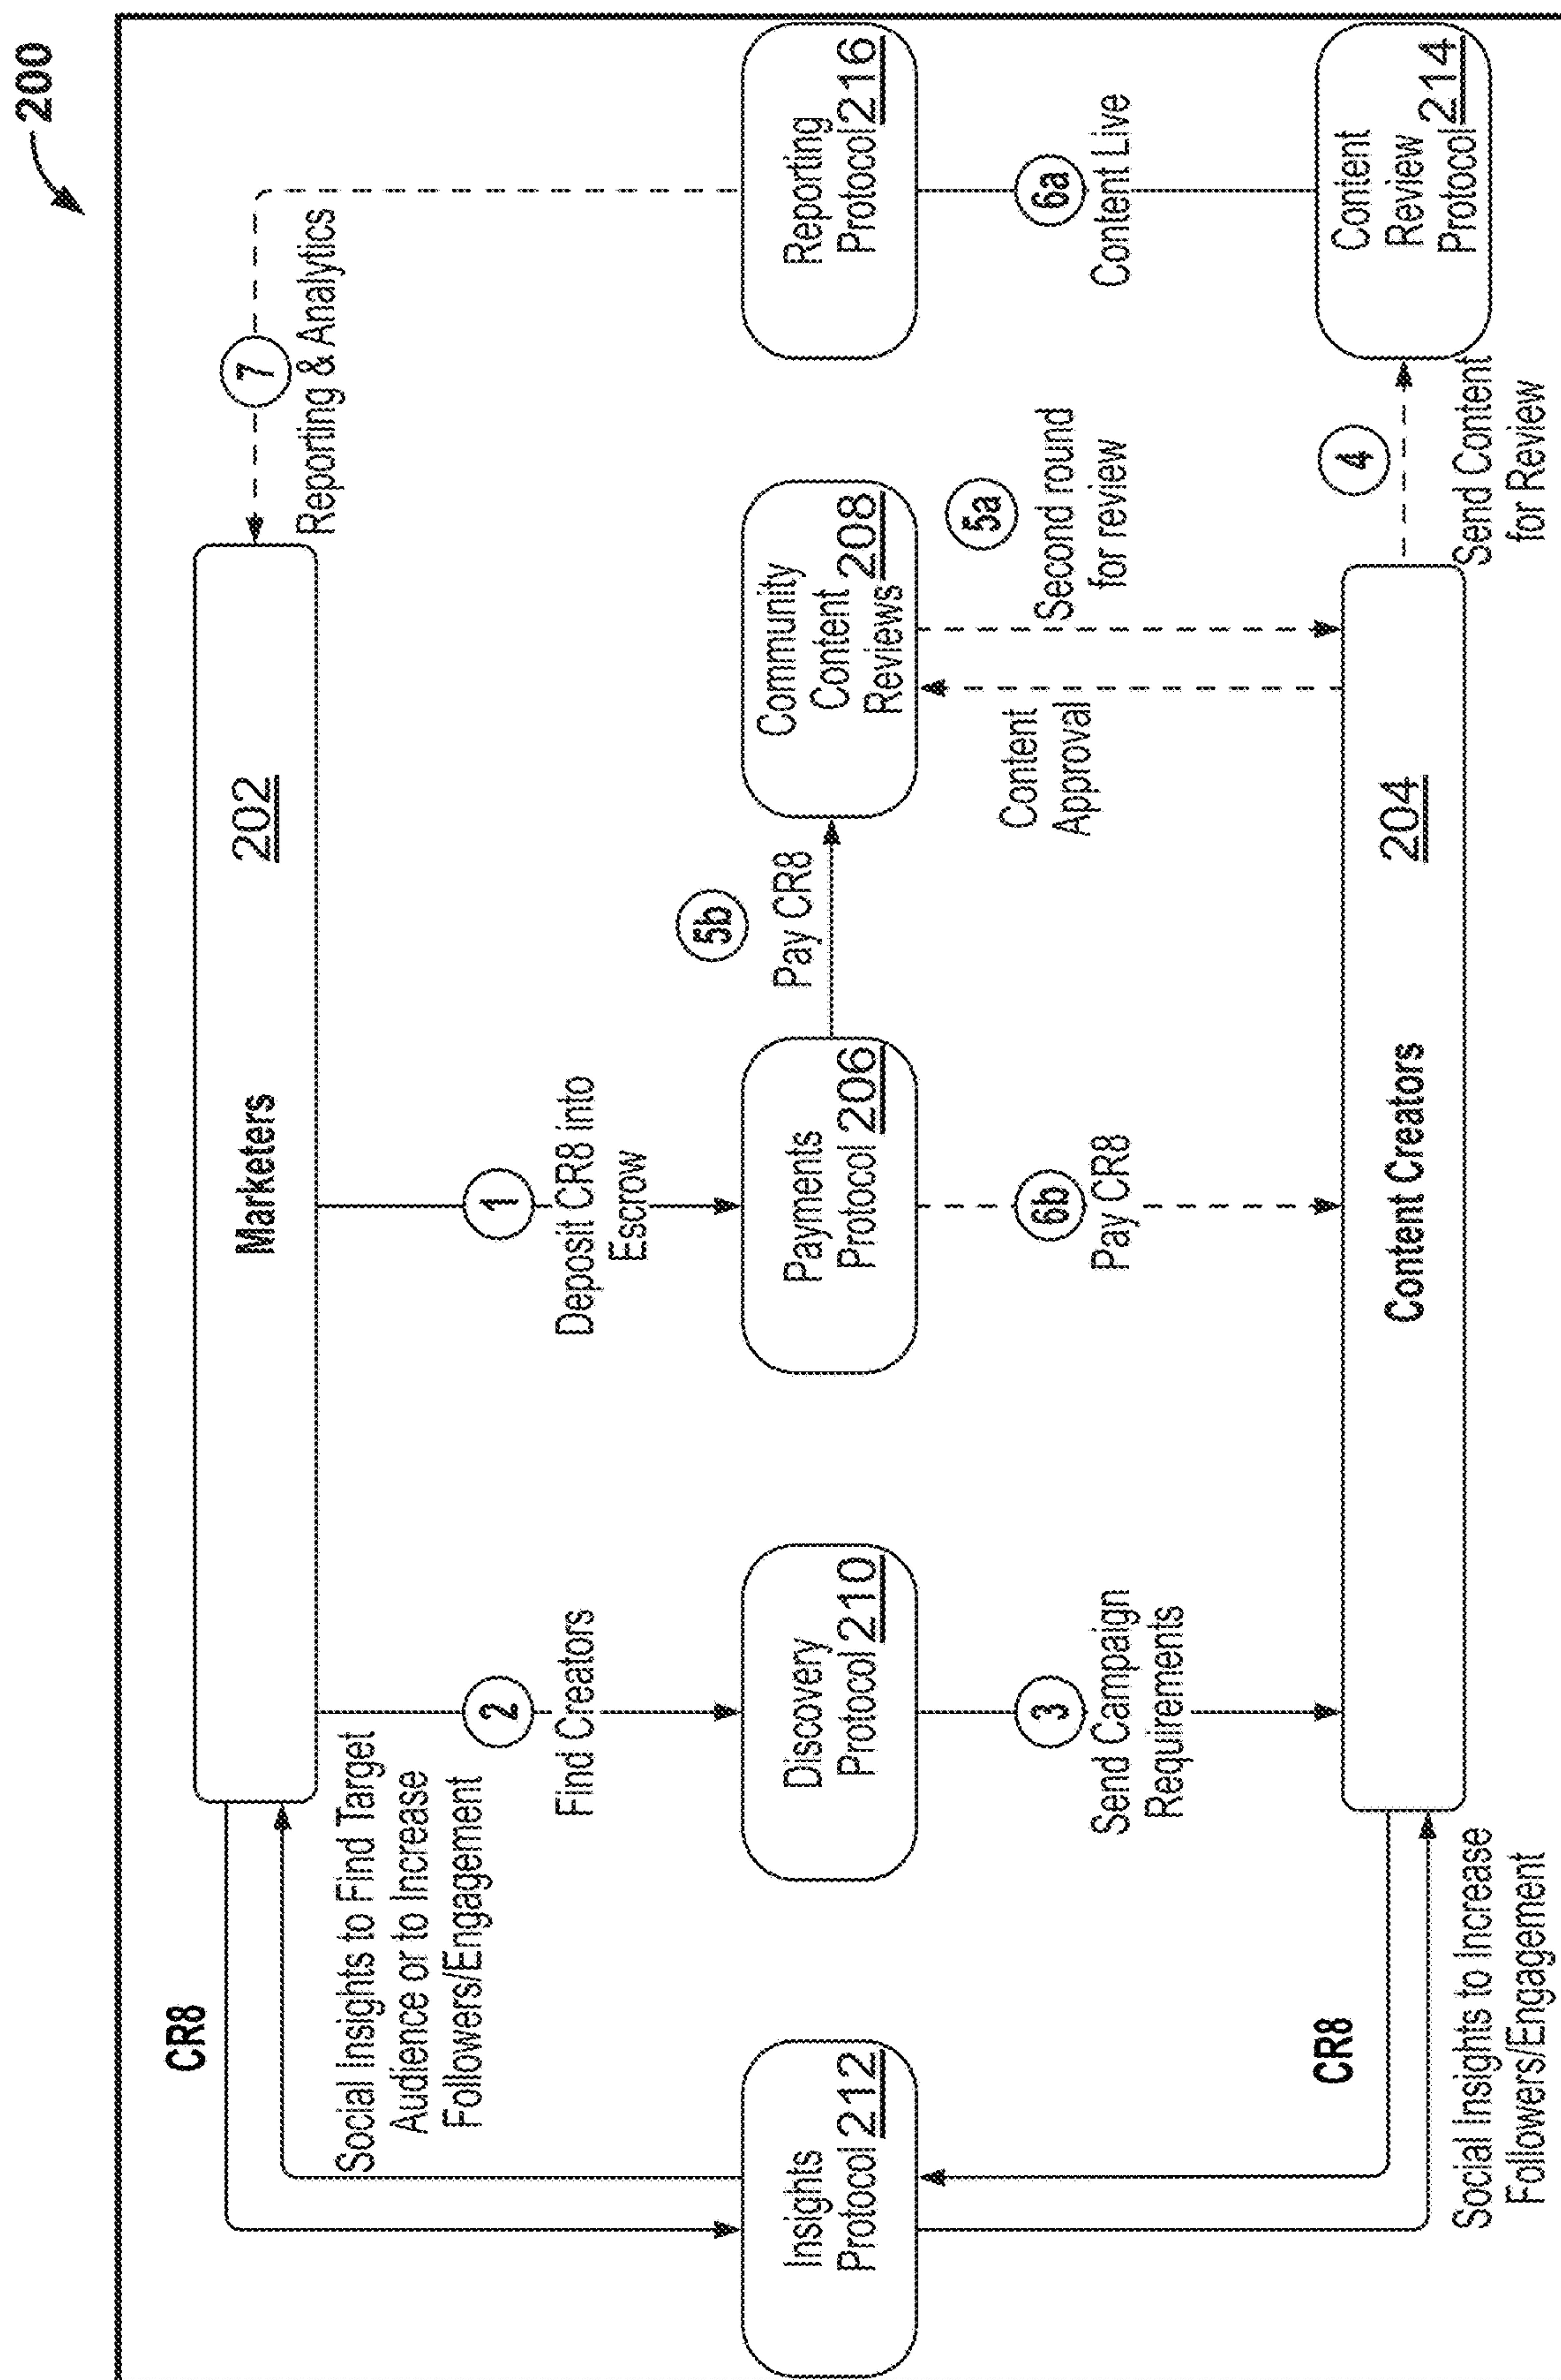 200
CR8
Marketers
202
7
Reporting & Analytics
Social Insights to Find Target
Audience or to Increase
Followers/Engagement
2
Find Creators
1
Deposit CR8 into
Escrow
5b
Pay CR8
Insights
Protocol 212
Discovery
Protocol 210
Payments
Protocol 206
Community
Content 208
Reviews
Reporting
Protocol 216
3
Send Campaign
Requirements
6b
Pay CR8
Content
Approval
5a
Second round
for review
6a
Content Live
CR8
Content Creators
204
4
Content
Review
Protocol 214
Social Insights to Increase
Followers/Engagement
Send Content
for Review